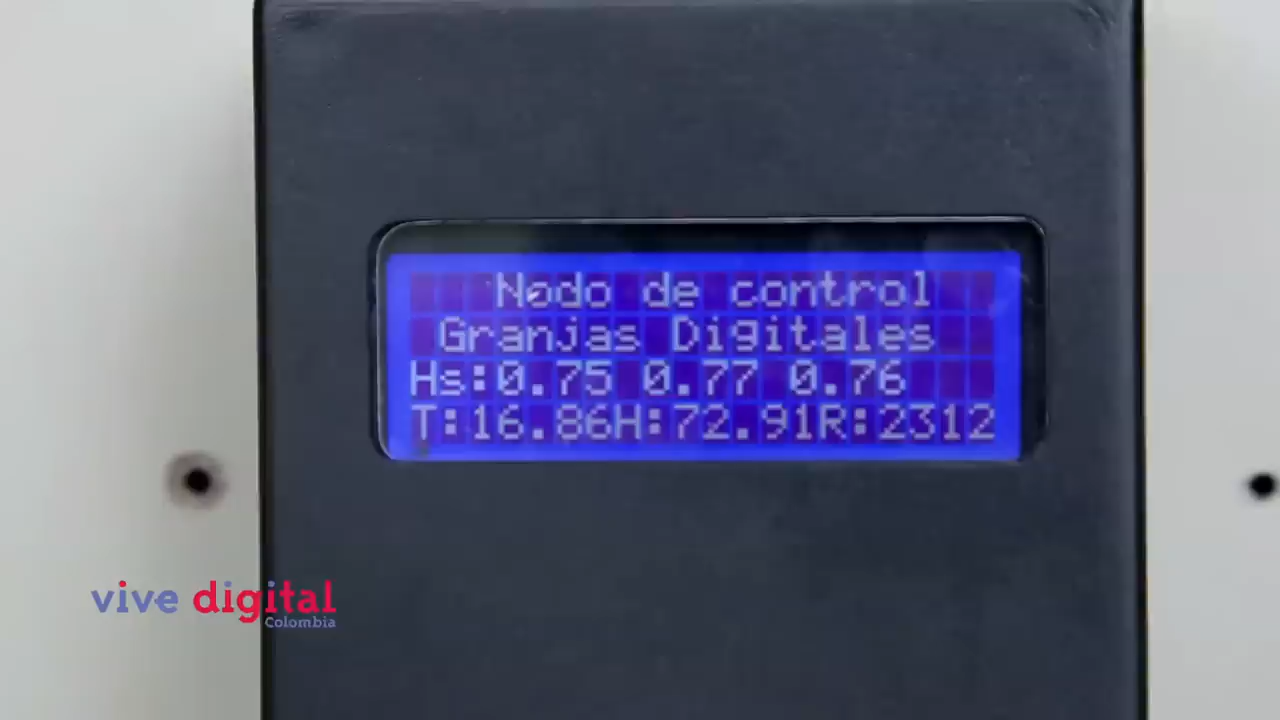 Nodo de control
Granjas Digitales
Hs:0.75 0.77 0.76
T:16.86H:72.91R:2312
vive digital
Colombia